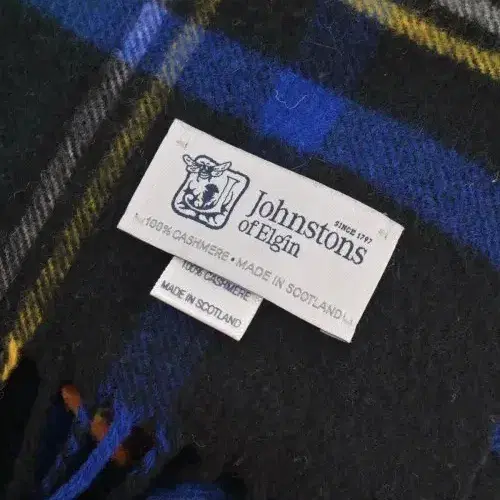 Johnstons
of Elgin
SINCE 1797
100% CASHMERE • MADE IN SCOTLAND
100% CASHMERE
MADE IN SCOTLAND